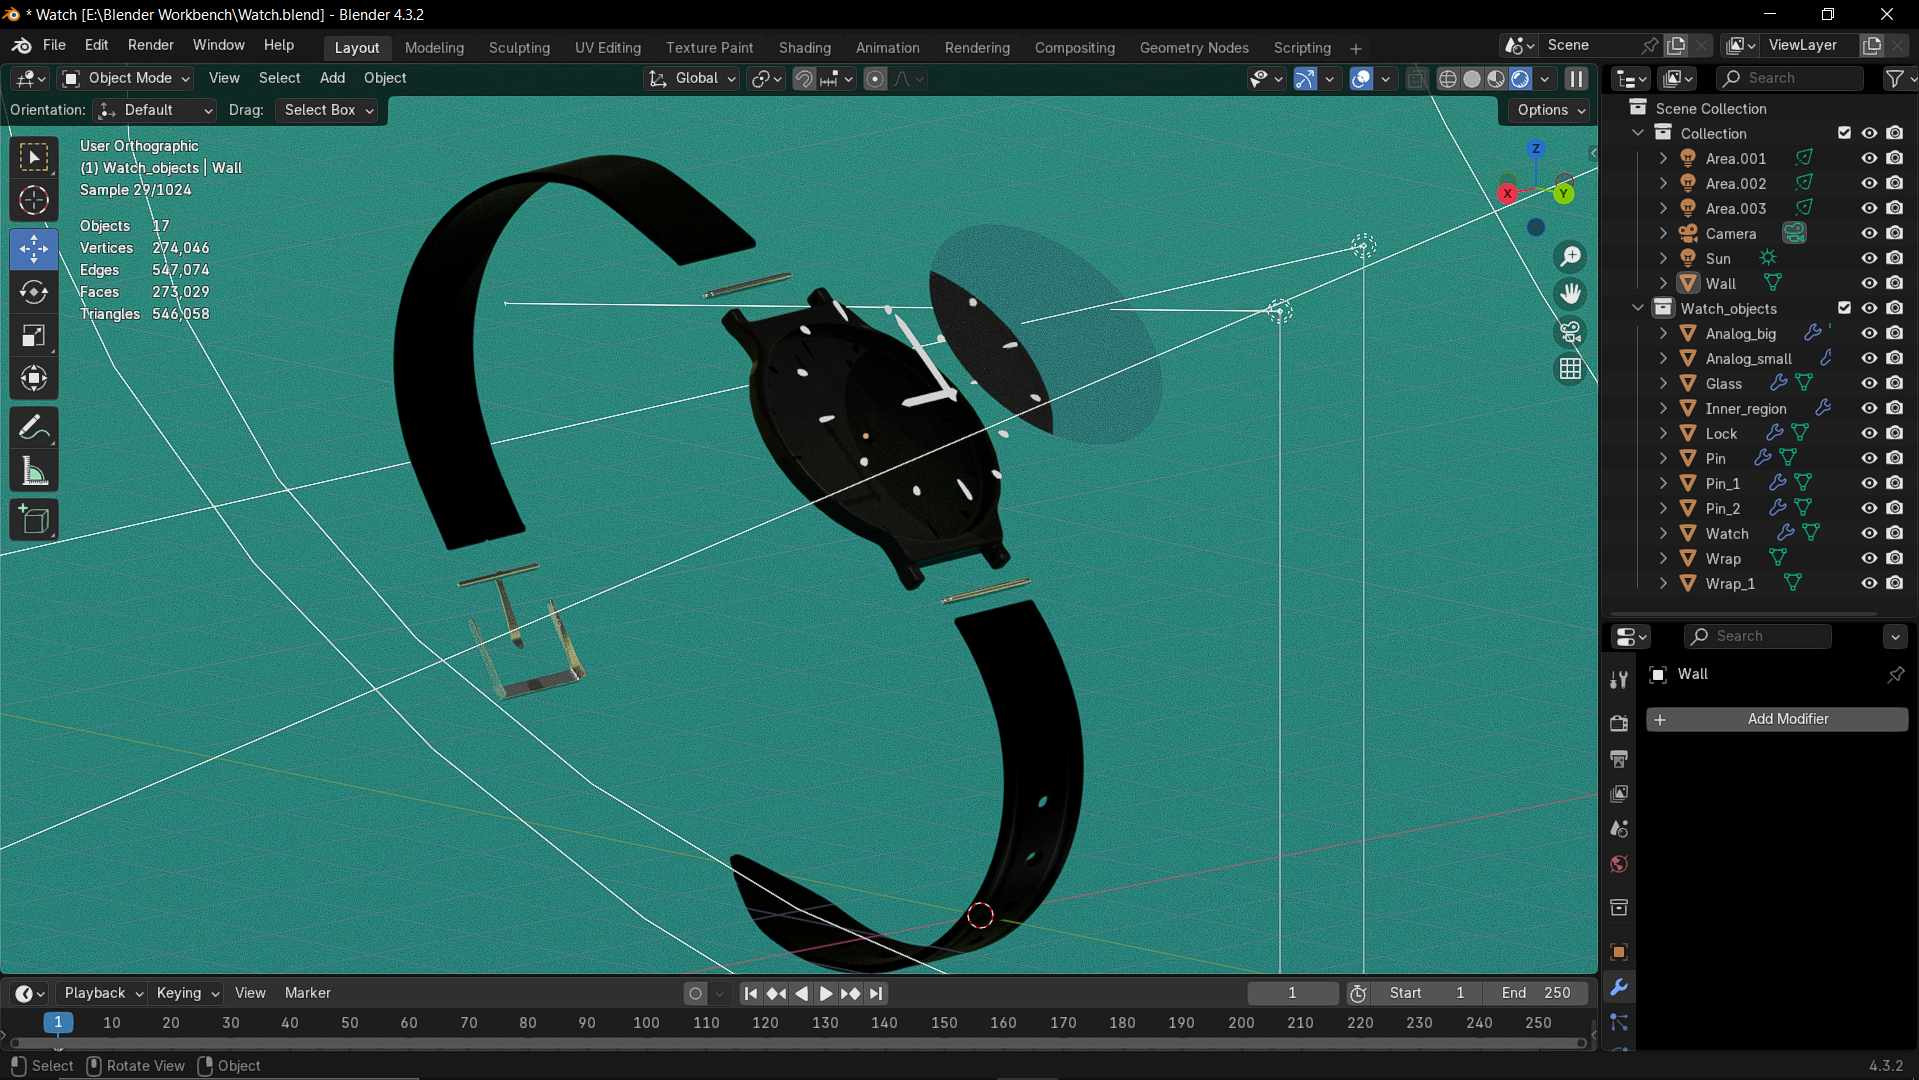 * Watch [E:\Blender Workbench\Watch.blend] - Blender 4.3.2
File Edit Render Window Help Layout Modeling Sculpting UV Editing Texture Paint Shading Animation Rendering Compositing Geometry Nodes Scripting + Scene ViewLayer
Object Mode View Select Add Object Global Search
Orientation: Default Drag: Select Box Options
User Orthographic
(1) Watch_objects | Wall
Sample 29/1024
Objects 17
Vertices 274,046
Edges 547,074
Faces 273,029
Triangles 546,058
Z
X
Y
Scene Collection
Collection
Area.001
Area.002
Area.003
Camera
Sun
Wall
Watch_objects
Analog_big
Analog_small
Glass
Inner_region
Lock
Pin
Pin_1
Pin_2
Watch
Wrap
Wrap_1
Search
Wall
+ Add Modifier
Playback Keying View Marker 1 Start 1 End 250
1 10 20 30 40 50 60 70 80 90 100 110 120 130 140 150 160 170 180 190 200 210 220 230 240 250
Select Rotate View Object 4.3.2